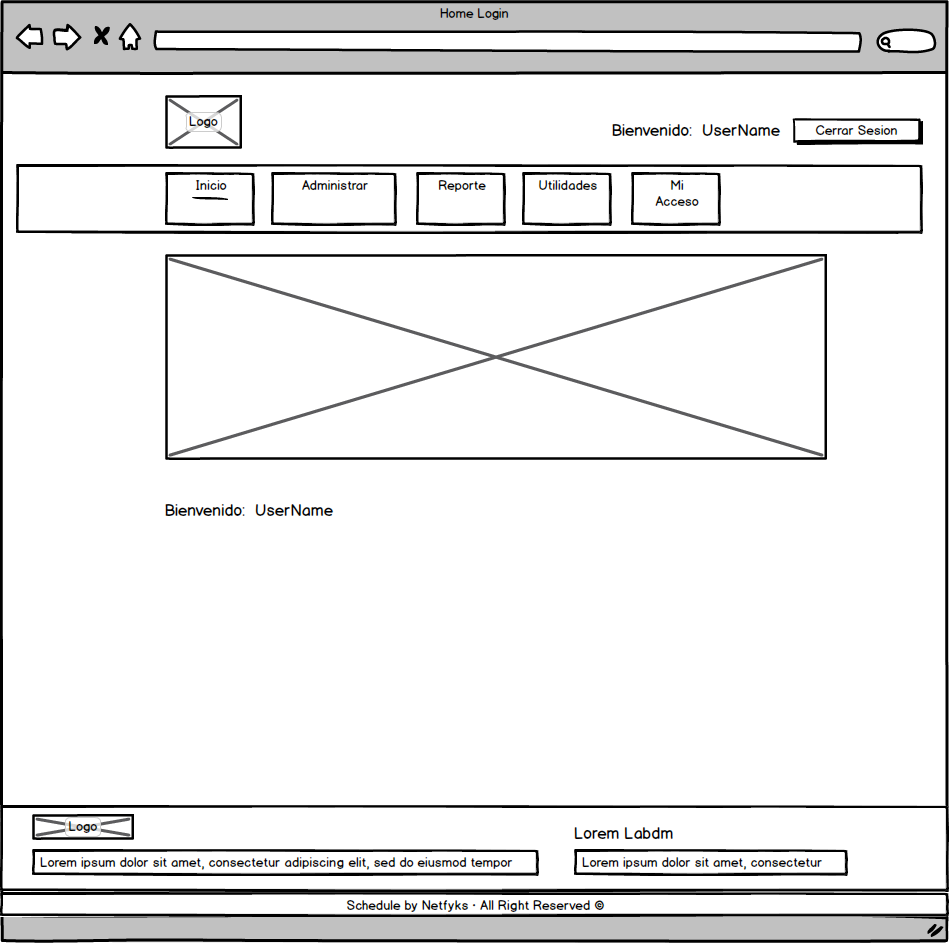 Home Login
Logo
Bienvenido: UserName
Cerrar Sesion
Inicio
Administrar
Reporte
Utilidades
Mi
Acceso
Bienvenido: UserName
Logo
Lorem Labdm
Lorem ipsum dolor sit amet, consectetur adipiscing elit, sed do eiusmod tempor
Lorem ipsum dolor sit amet, consectetur
Schedule by Netfyks · All Right Reserved ©